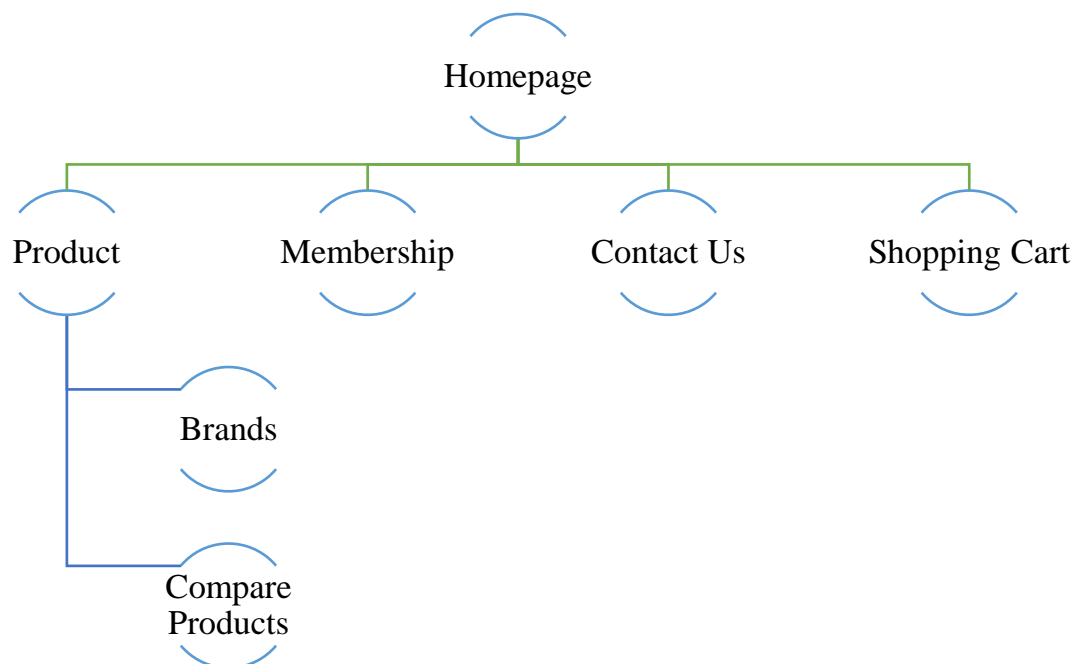 Homepage
Product
Membership
Contact Us
Shopping Cart
Brands
Compare
Products